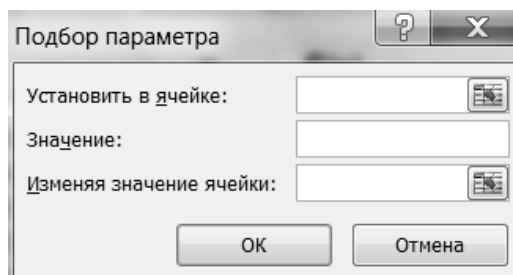 Подбор параметра
Установить в ячейке:
Значение:
Изменяя значение ячейки:
ОК
Отмена